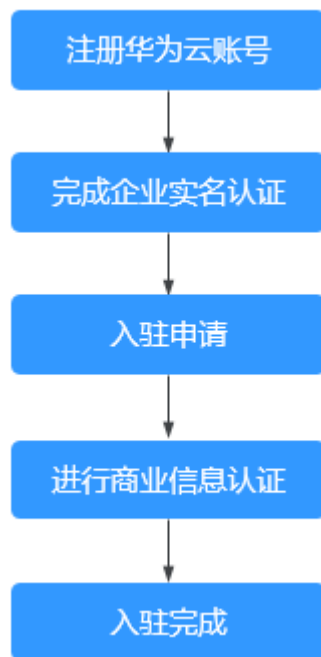 注册华为云账号
完成企业实名认证
入驻申请
进行商业信息认证
入驻完成